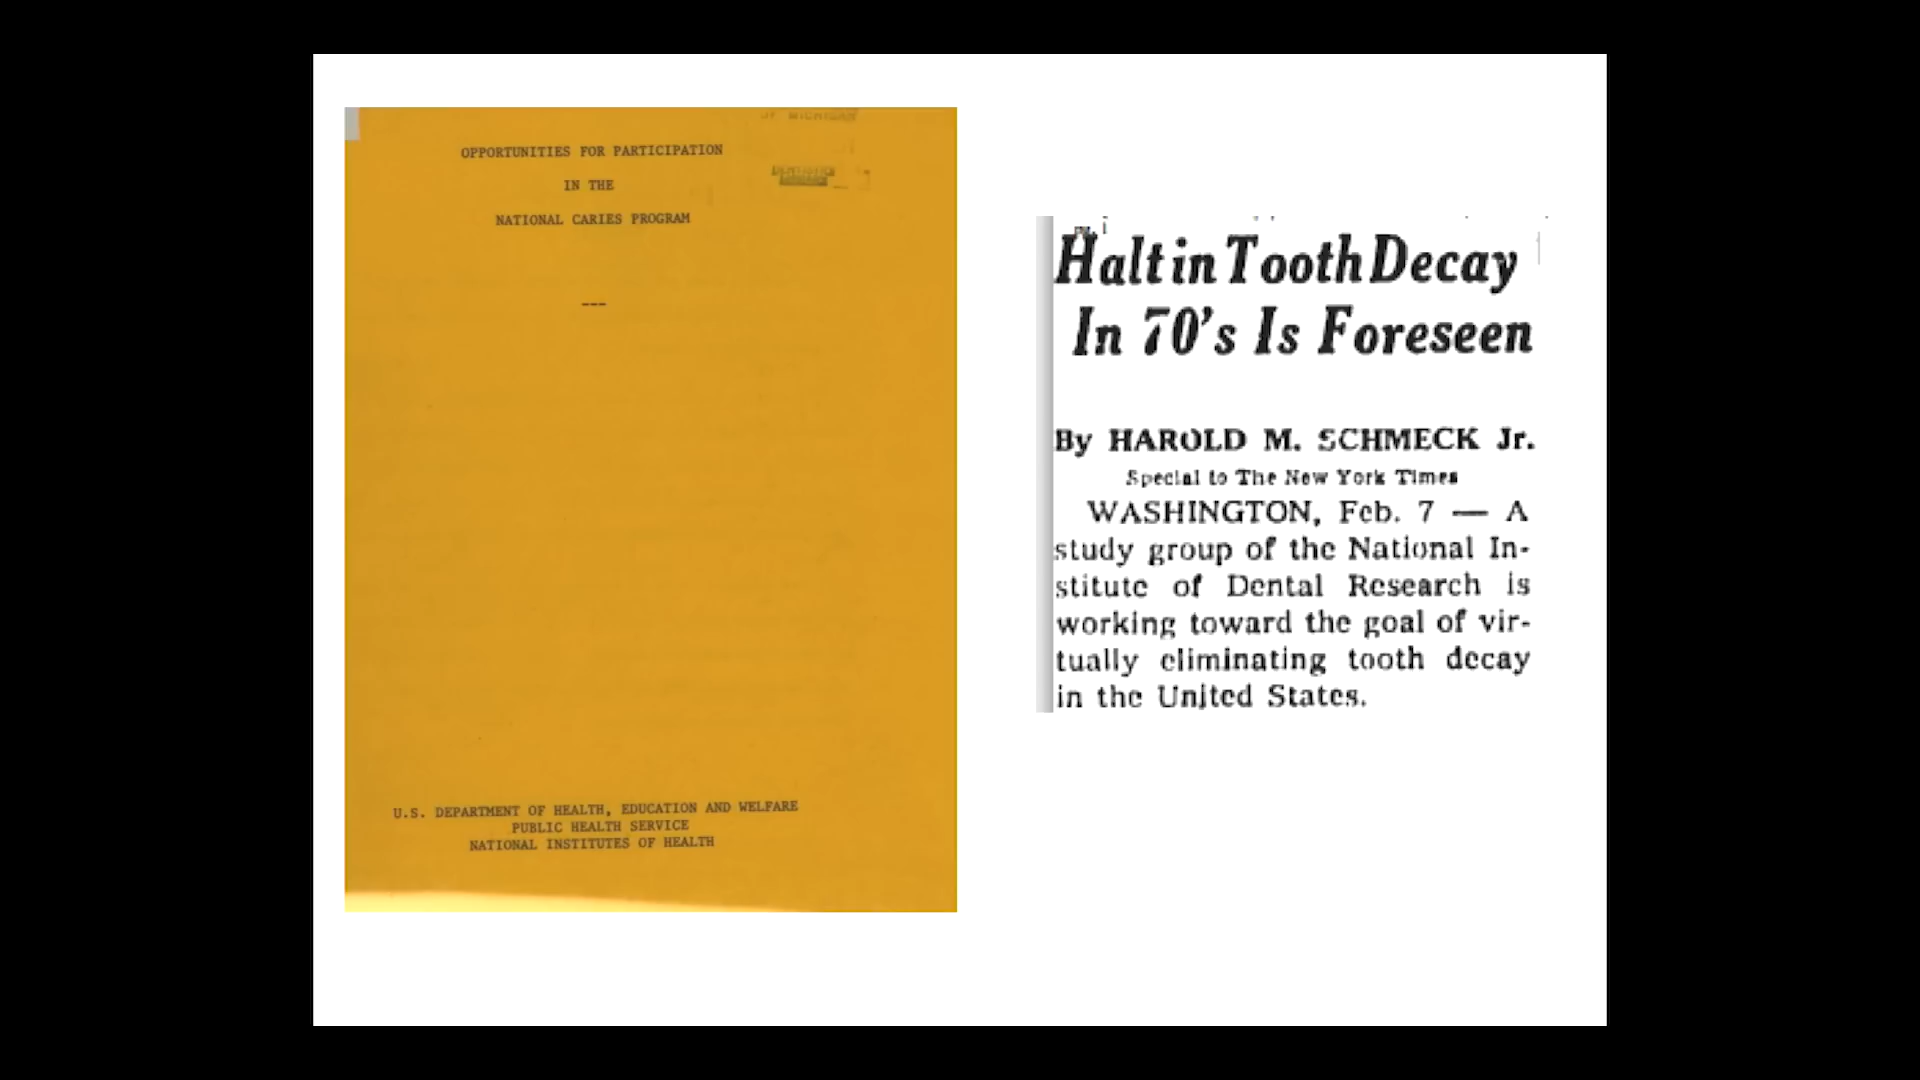 OF MICHIGAN
OPPORTUNITIES FOR PARTICIPATION
IN THE
NATIONAL CARIES PROGRAM
---
U.S. DEPARTMENT OF HEALTH, EDUCATION AND WELFARE
PUBLIC HEALTH SERVICE
NATIONAL INSTITUTES OF HEALTH
Halt in Tooth Decay
In 70's Is Foreseen
By HAROLD M. SCHMECK Jr.
Special to The New York Times
WASHINGTON, Feb. 7 — A
study group of the National In-
stitute of Dental Research is
working toward the goal of vir-
tually eliminating tooth decay
in the United States.